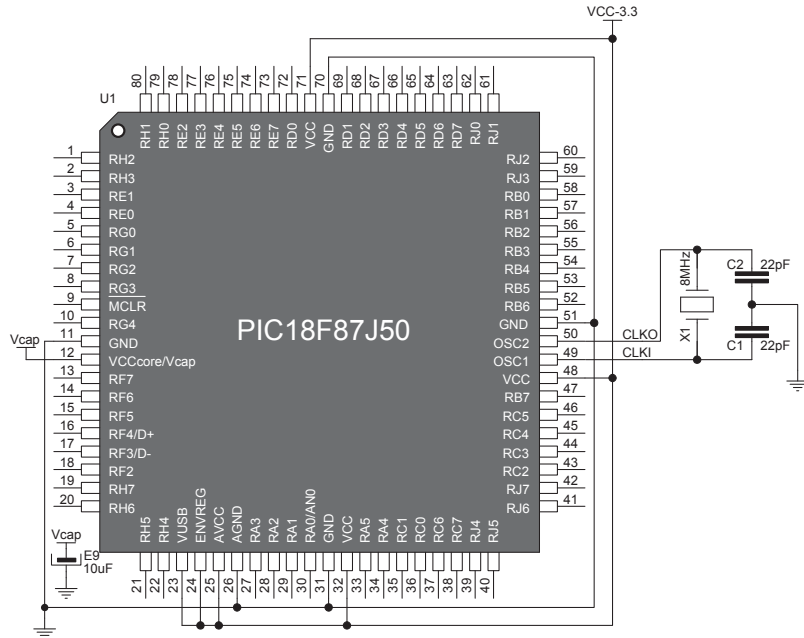 VCC-3.3
U1
80 79 78 77 76 75 74 73 72 71 70 69 68 67 66 65 64 63 62 61
RH1 RH0 RE2 RE3 RE4 RE5 RE6 RE7 RD0 VCC GND RD1 RD2 RD3 RD4 RD5 RD6 RD7 RJ0 RJ1
1 RH2
2 RH3
3 RE1
4 RE0
5 RG0
6 RG1
7 RG2
8 RG3
9 MCLR
10 RG4
11 GND
Vcap
12 VCCcore/Vcap
13 RF7
14 RF6
15 RF5
16 RF4/D+
17 RF3/D-
18 RF2
19 RH7
20 RH6
PIC18F87J50
RJ2 60
RJ3 59
RB0 58
RB1 57
RB2 56
RB3 55
RB4 54
RB5 53
RB6 52
GND 51
OSC2 50 CLKO
OSC1 49 CLKI
VCC 48
RB7 47
RC5 46
RC4 45
RC3 44
RC2 43
RJ7 42
RJ6 41
8MHz
X1
C2 22pF
C1 22pF
RH5 RH4 VUSB ENVREG AVCC AGND RA3 RA2 RA1 RA0/AN0 GND VCC RA5 RA4 RC1 RC0 RC6 RC7 RJ4 RJ5
21 22 23 24 25 26 27 28 29 30 31 32 33 34 35 36 37 38 39 40
Vcap
E9
10uF